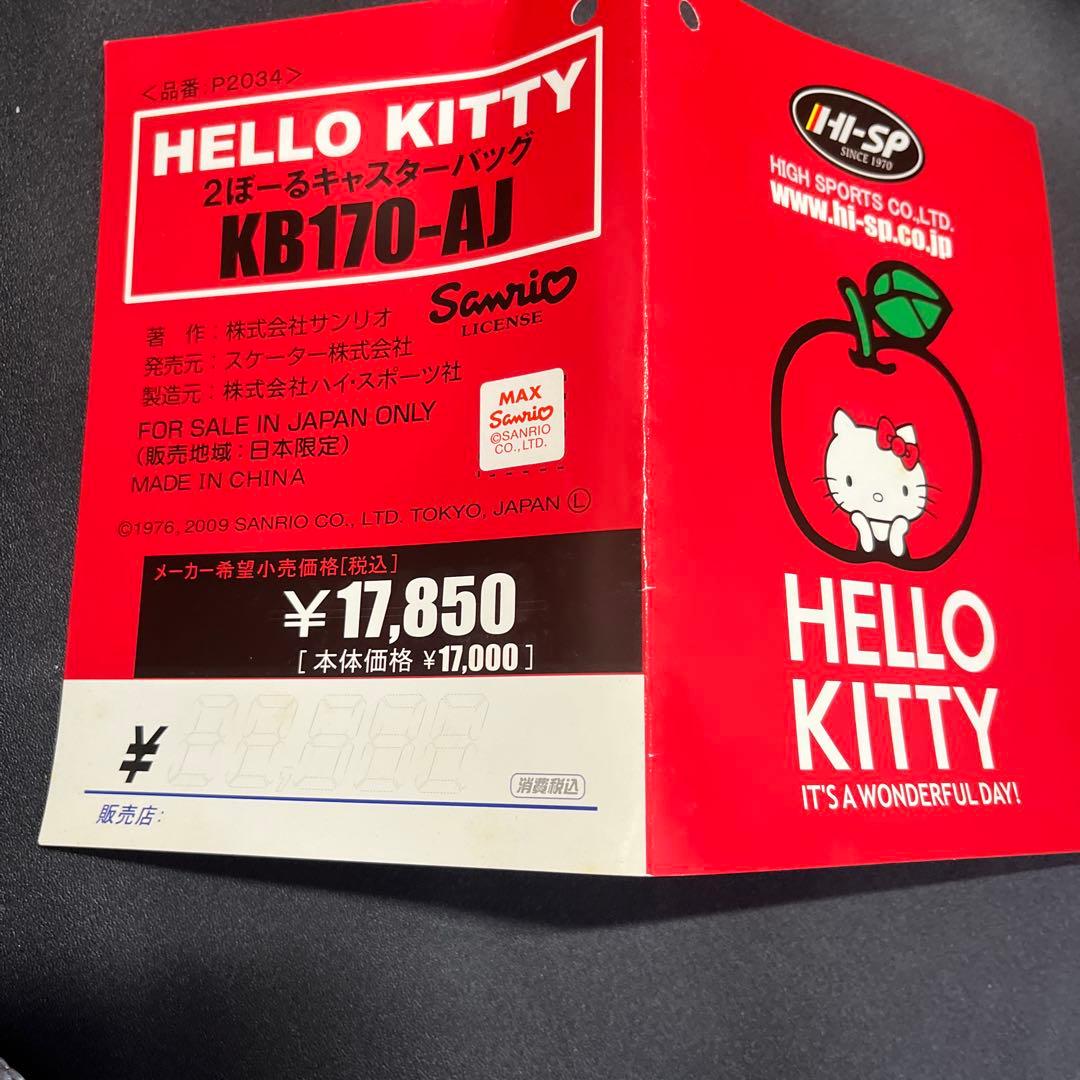 <品番 P2034>
HELLO KITTY
2ぼーるキャスターバッグ
KB170-AJ
Sanrio
LICENSE
著 作:株式会社サンリオ
発売元:スケーター株式会社
製造元:株式会社ハイ・スポーツ社
FOR SALE IN JAPAN ONLY
(販売地域:日本限定)
MADE IN CHINA
MAX
Sanrio
©SANRIO
CO.,LTD.
©1976, 2009 SANRIO CO., LTD. TOKYO, JAPAN Ⓛ
メーカー希望小売価格[税込]
¥17,850
[本体価格 ¥17,000]
¥
消費税込
販売店:
HI-SP
SINCE 1970
HIGH SPORTS CO.,LTD.
www.hi-sp.co.jp
HELLO
KITTY
IT'S A WONDERFUL DAY!